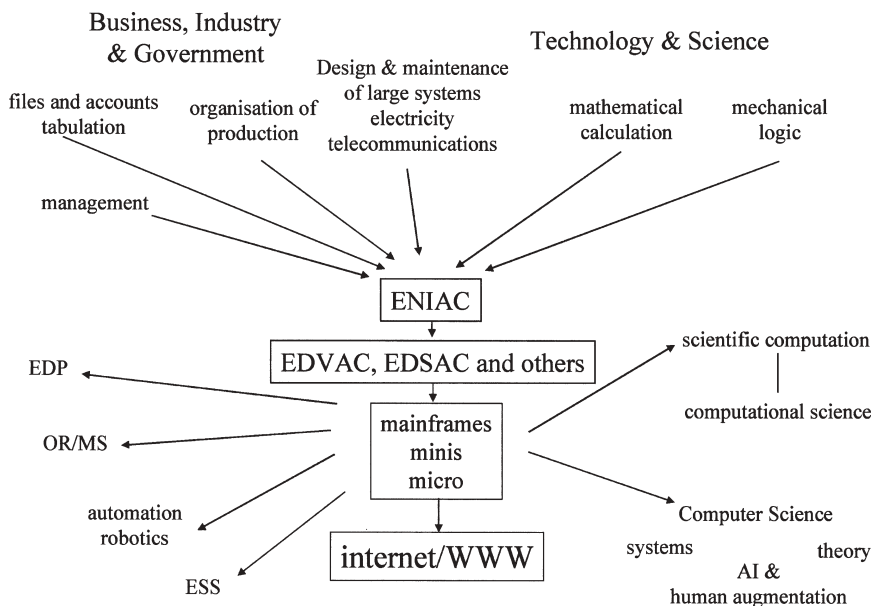 Business, Industry
& Government
Technology & Science
files and accounts
tabulation
organisation of
production
Design & maintenance
of large systems
electricity
telecommunications
mathematical
calculation
mechanical
logic
management
ENIAC
EDVAC, EDSAC and others
scientific computation
computational science
EDP
OR/MS
mainframes
minis
micro
automation
robotics
ESS
internet/WWW
Computer Science
systems
theory
AI &
human augmentation